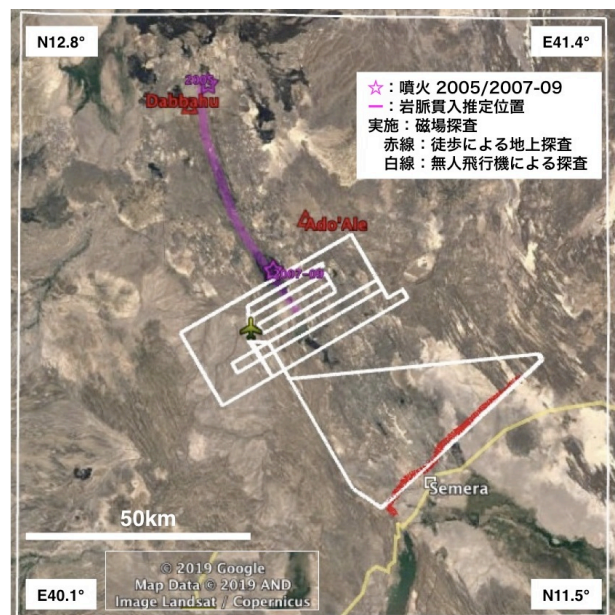 N12.8°
E41.4°
2005
Dabbahu
☆：噴火 2005/2007-09
ー：岩脈貫入推定位置
実施：磁場探査
赤線：徒歩による地上探査
白線：無人飛行機による探査
Ado'Ale
2007-09
Semera
50km
© 2019 Google
Map Data © 2019 AND
Image Landsat / Copernicus
E40.1°
N11.5°